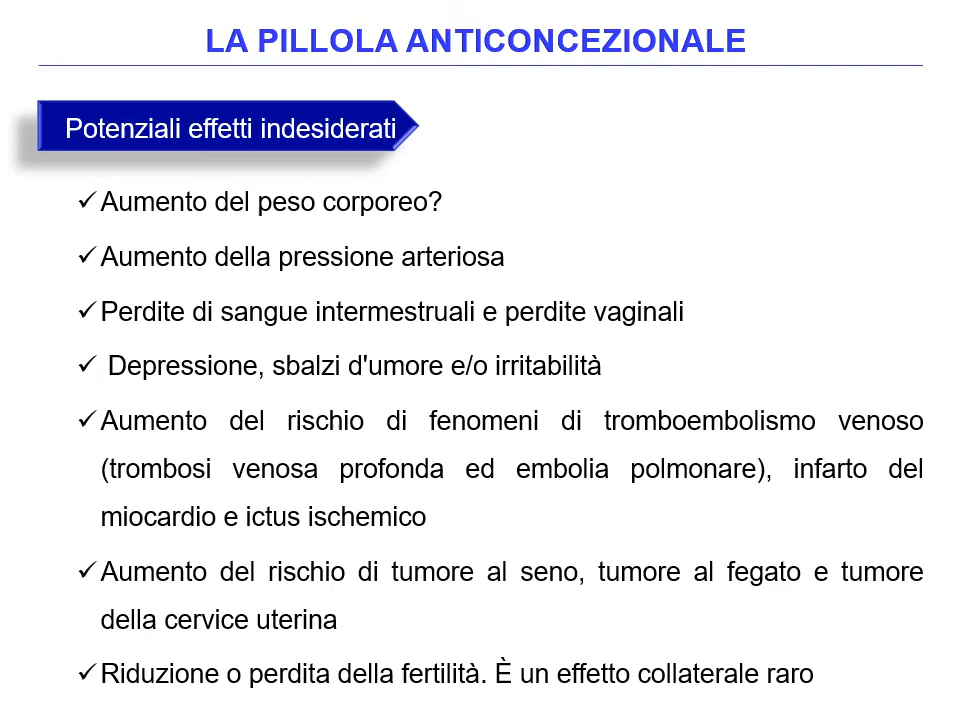 LA PILLOLA ANTICONCEZIONALE
Potenziali effetti indesiderati
✓Aumento del peso corporeo?
✓Aumento della pressione arteriosa
✓Perdite di sangue intermestruali e perdite vaginali
✓ Depressione, sbalzi d'umore e/o irritabilità
✓Aumento del rischio di fenomeni di tromboembolismo venoso
(trombosi venosa profonda ed embolia polmonare), infarto del
miocardio e ictus ischemico
✓Aumento del rischio di tumore al seno, tumore al fegato e tumore
della cervice uterina
✓Riduzione o perdita della fertilità. È un effetto collaterale raro